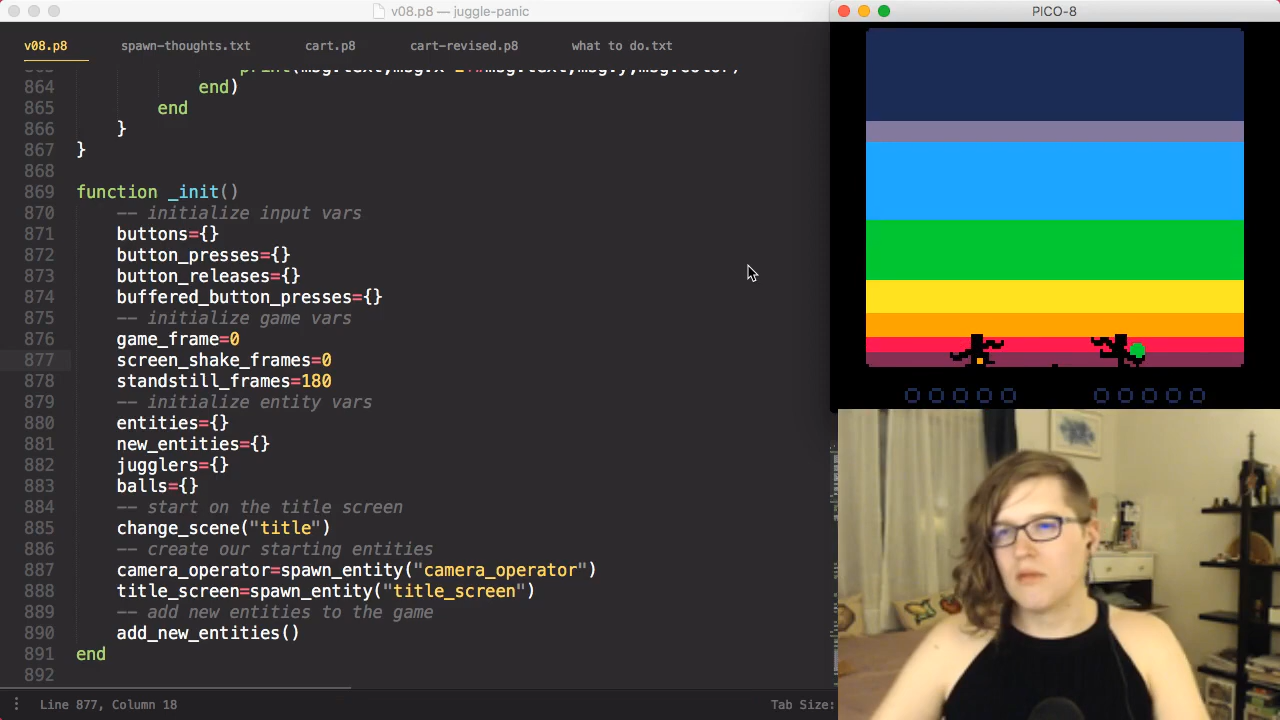 v08.p8 — juggle-panic
PICO-8
v08.p8 spawn-thoughts.txt cart.p8 cart-revised.p8 what to do.txt
864 end)
865 end
866 }
867 }
868
869 function _init()
870 -- initialize input vars
871 buttons={}
872 button_presses={}
873 button_releases={}
874 buffered_button_presses={}
875 -- initialize game vars
876 game_frame=0
877 screen_shake_frames=0
878 standstill_frames=180
879 -- initialize entity vars
880 entities={}
881 new_entities={}
882 jugglers={}
883 balls={}
884 -- start on the title screen
885 change_scene("title")
886 -- create our starting entities
887 camera_operator=spawn_entity("camera_operator")
888 title_screen=spawn_entity("title_screen")
889 -- add new entities to the game
890 add_new_entities()
891 end
892
Line 877, Column 18
Tab Size: